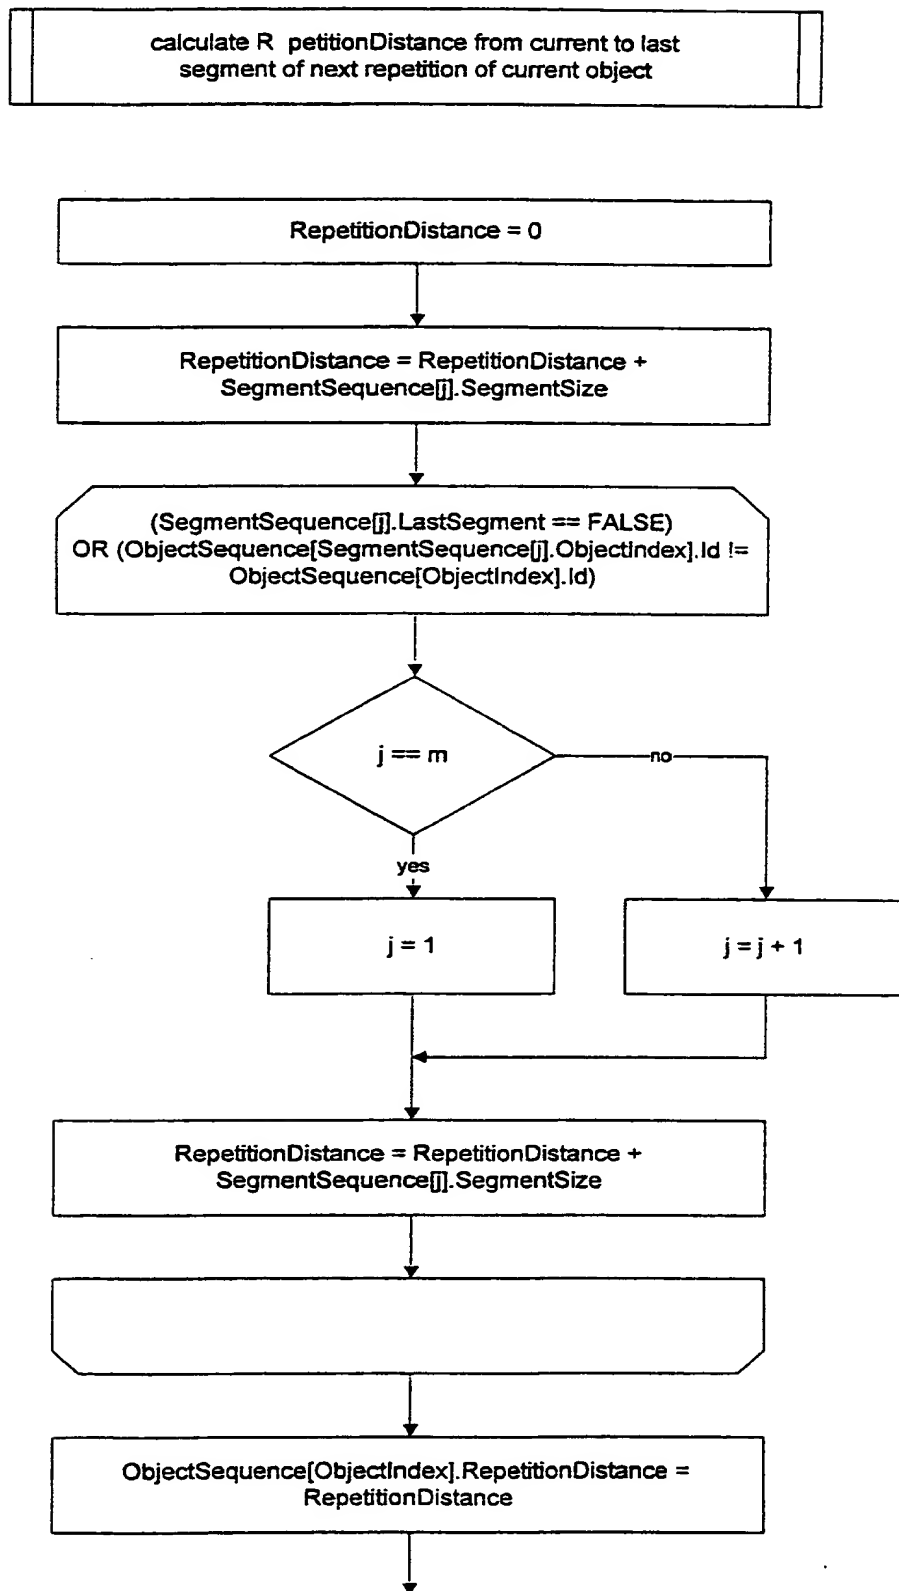 calculate R petitionDistance from current to last
segment of next repetition of current object
RepetitionDistance = 0
RepetitionDistance = RepetitionDistance +
SegmentSequence[j].SegmentSize
(SegmentSequence[j].LastSegment == FALSE)
OR (ObjectSequence[SegmentSequence[j].ObjectIndex].Id !=
ObjectSequence[ObjectIndex].Id)
j == m
no
yes
j = 1
j = j + 1
RepetitionDistance = RepetitionDistance +
SegmentSequence[j].SegmentSize
ObjectSequence[ObjectIndex].RepetitionDistance =
RepetitionDistance